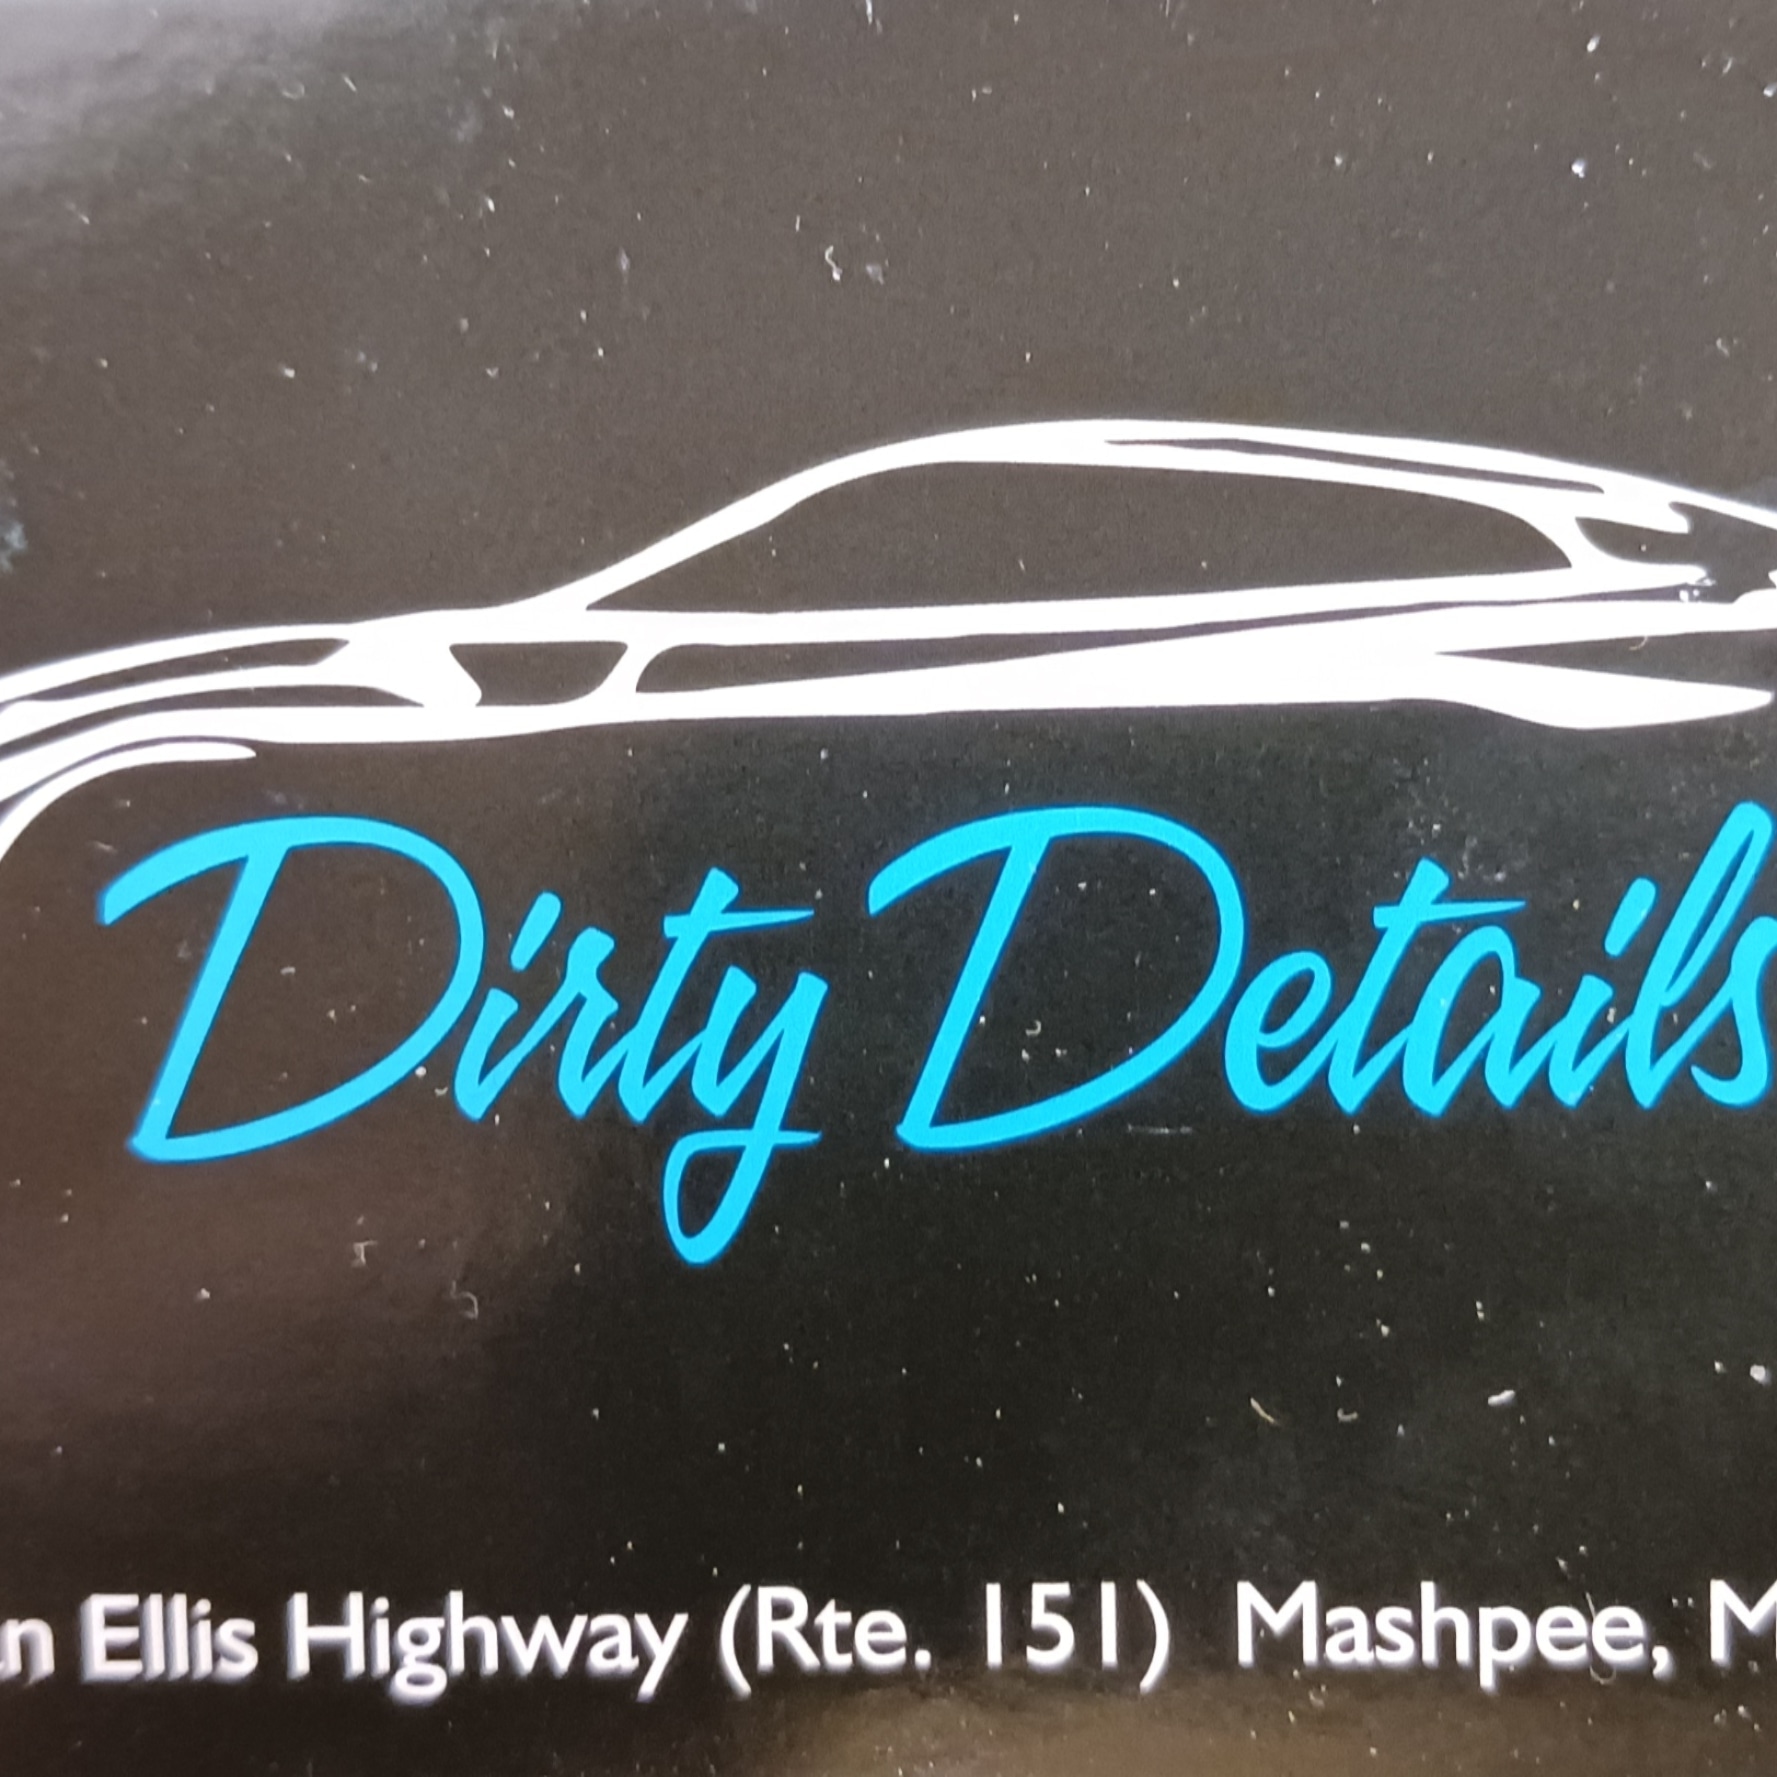 Dirty Details
Ellis Highway (Rte. 151) Mashpee,